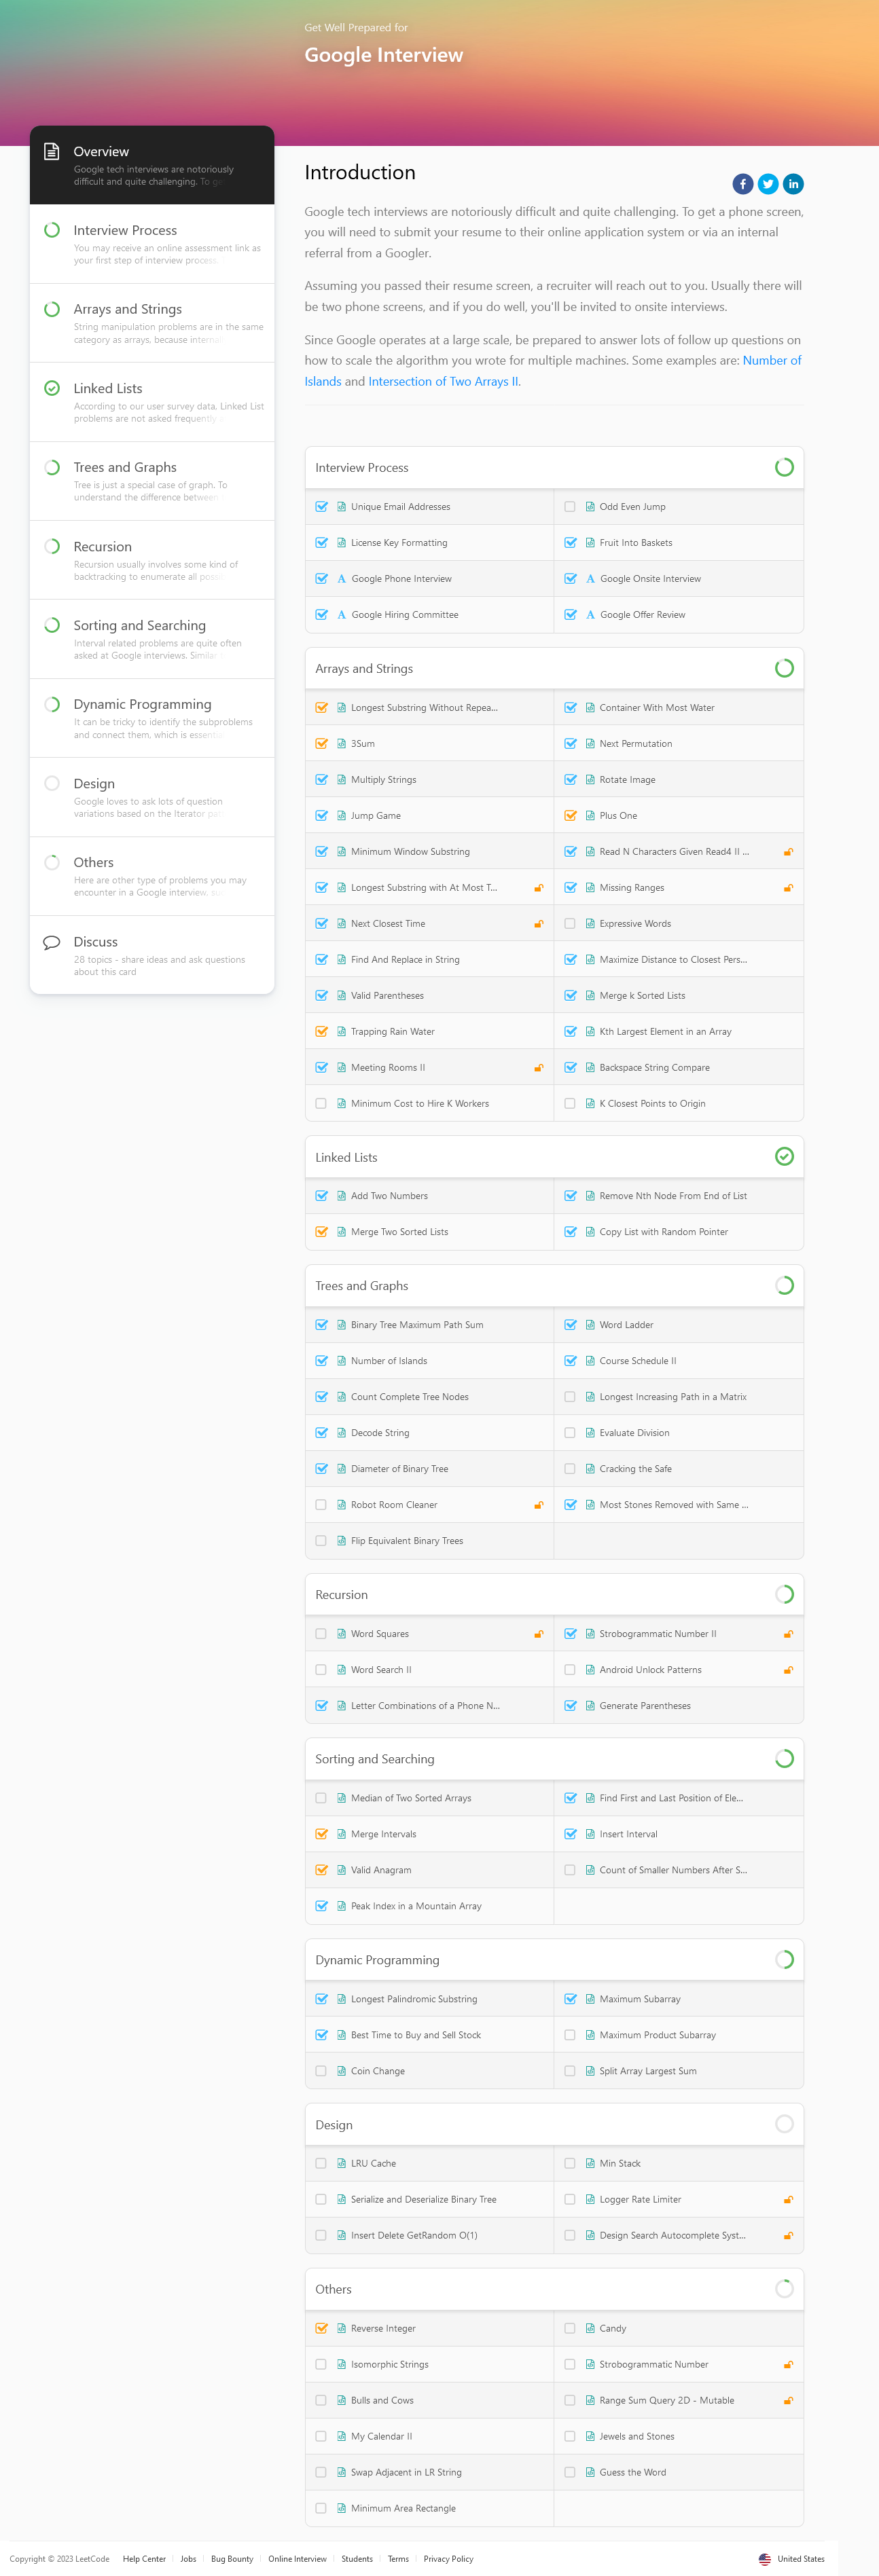 Get Well Prepared for
Google Interview
Overview
Google tech interviews are notoriously
difficult and quite challenging. To ge
Interview Process
You may receive an online assessment link as
your first step of interview process
Arrays and Strings
String manipulation problems are in the same
category as arrays, because internal
Linked Lists
According to our user survey data, Linked List
problems are not asked frequently
Trees and Graphs
Tree is just a special case of graph. To
understand the difference between
Recursion
Recursion usually involves some kind of
backtracking to enumerate all
Sorting and Searching
Interval related problems are quite often
asked at Google interviews. Similar
Dynamic Programming
It can be tricky to identify the subproblems
and connect them, which is
Design
Google loves to ask lots of question
variations based on the Iterator
Others
Here are other type of problems you may
encounter in a Google interview,
Discuss
28 topics - share ideas and ask questions
about this card
Introduction
Google tech interviews are notoriously difficult and quite challenging. To get a phone screen,
you will need to submit your resume to their online application system or via an internal
referral from a Googler.
Assuming you passed their resume screen, a recruiter will reach out to you. Usually there will
be two phone screens, and if you do well, you'll be invited to onsite interviews.
Since Google operates at a large scale, be prepared to answer lots of follow up questions on
how to scale the algorithm you wrote for multiple machines. Some examples are: Number of
Islands and Intersection of Two Arrays II.
Interview Process
Unique Email Addresses
Odd Even Jump
License Key Formatting
Fruit Into Baskets
Google Phone Interview
Google Onsite Interview
Google Hiring Committee
Google Offer Review
Arrays and Strings
Longest Substring Without Repea...
Container With Most Water
3Sum
Next Permutation
Multiply Strings
Rotate Image
Jump Game
Plus One
Minimum Window Substring
Read N Characters Given Read4 II ...
Longest Substring with At Most T...
Missing Ranges
Next Closest Time
Expressive Words
Find And Replace in String
Maximize Distance to Closest Pers...
Valid Parentheses
Merge k Sorted Lists
Trapping Rain Water
Kth Largest Element in an Array
Meeting Rooms II
Backspace String Compare
Minimum Cost to Hire K Workers
K Closest Points to Origin
Linked Lists
Add Two Numbers
Remove Nth Node From End of List
Merge Two Sorted Lists
Copy List with Random Pointer
Trees and Graphs
Binary Tree Maximum Path Sum
Word Ladder
Number of Islands
Course Schedule II
Count Complete Tree Nodes
Longest Increasing Path in a Matrix
Decode String
Evaluate Division
Diameter of Binary Tree
Cracking the Safe
Robot Room Cleaner
Most Stones Removed with Same ...
Flip Equivalent Binary Trees
Recursion
Word Squares
Strobogrammatic Number II
Word Search II
Android Unlock Patterns
Letter Combinations of a Phone N...
Generate Parentheses
Sorting and Searching
Median of Two Sorted Arrays
Find First and Last Position of Ele...
Merge Intervals
Insert Interval
Valid Anagram
Count of Smaller Numbers After S...
Peak Index in a Mountain Array
Dynamic Programming
Longest Palindromic Substring
Maximum Subarray
Best Time to Buy and Sell Stock
Maximum Product Subarray
Coin Change
Split Array Largest Sum
Design
LRU Cache
Min Stack
Serialize and Deserialize Binary Tree
Logger Rate Limiter
Insert Delete GetRandom O(1)
Design Search Autocomplete Syst...
Others
Reverse Integer
Candy
Isomorphic Strings
Strobogrammatic Number
Bulls and Cows
Range Sum Query 2D - Mutable
My Calendar II
Jewels and Stones
Swap Adjacent in LR String
Guess the Word
Minimum Area Rectangle
Copyright © 2023 LeetCode Help Center Jobs Bug Bounty Online Interview Students Terms Privacy Policy United States